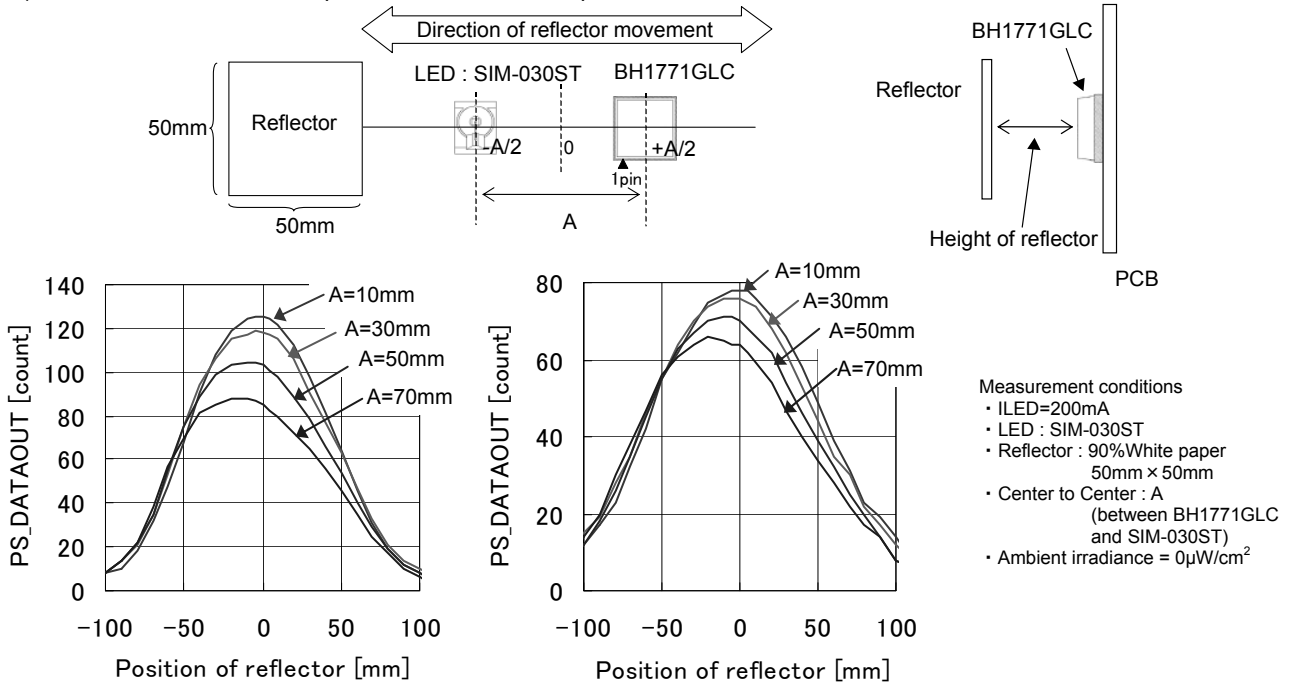 Direction of reflector movement
LED : SIM-030ST
BH1771GLC
50mm
Reflector
-A/2
0
+A/2
1pin
50mm
A
BH1771GLC
Reflector
Height of reflector
PCB
140
120
100
80
60
40
20
0
PS_DATAOUT [count]
A=10mm
A=30mm
A=50mm
A=70mm
-100 -50 0 50 100
Position of reflector [mm]
80
60
40
20
0
PS_DATAOUT [count]
A=10mm
A=30mm
A=50mm
A=70mm
-100 -50 0 50 100
Position of reflector [mm]
Measurement conditions
・ILED=200mA
・LED : SIM-030ST
・Reflector : 90%White paper
50mm×50mm
・Center to Center : A
(between BH1771GLC
and SIM-030ST)
・Ambient irradiance = 0µW/cm²